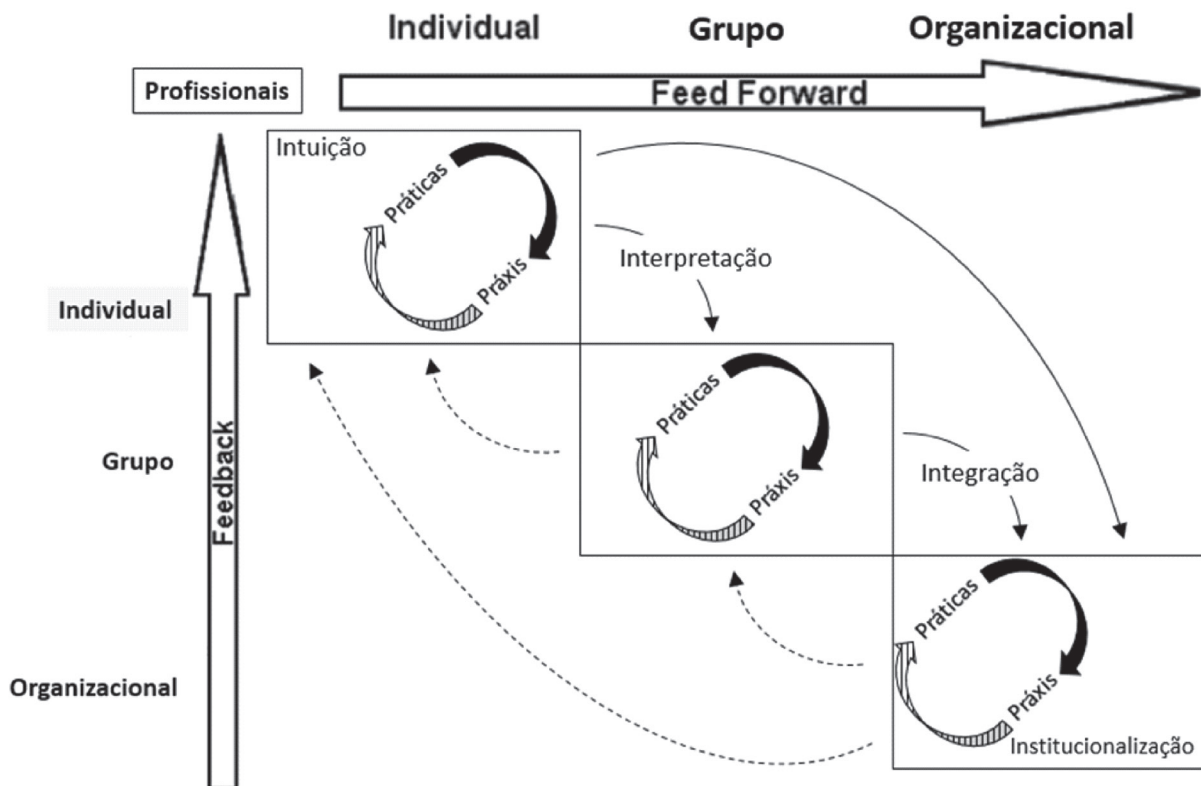 Individual
Grupo
Organizacional
Profissionais
Feed Forward
Intuição
Práticas
Práxis
Interpretação
Individual
Práticas
Práxis
Grupo
Feedback
Integração
Práticas
Práxis
Organizacional
Institucionalização